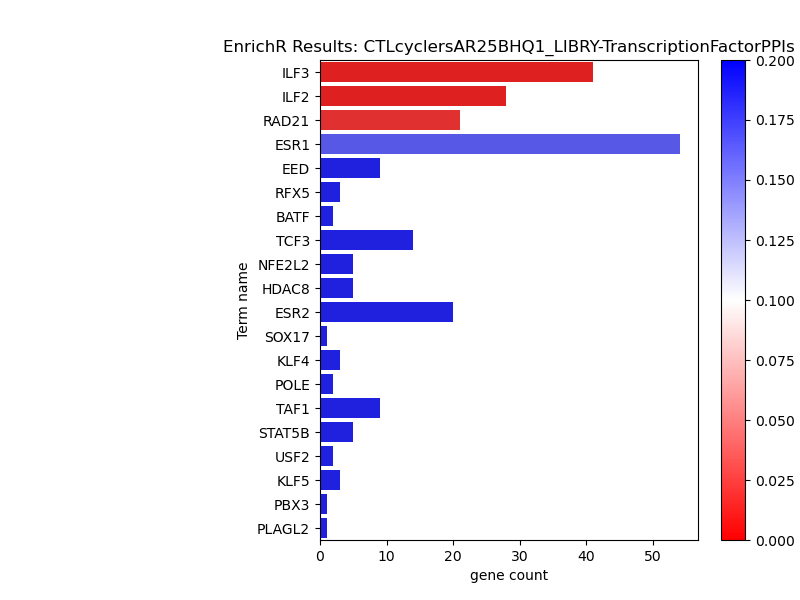 EnrichR Results: CTLcyclersAR25BHQ1_LIBRY-TranscriptionFactorPPIs
ILF3
ILF2
RAD21
ESR1
EED
RFX5
BATF
TCF3
NFE2L2
HDAC8
ESR2
SOX17
KLF4
POLE
TAF1
STAT5B
USF2
KLF5
PBX3
PLAGL2
Term name
0 10 20 30 40 50
gene count
0.200
0.175
0.150
0.125
0.100
0.075
0.050
0.025
0.000